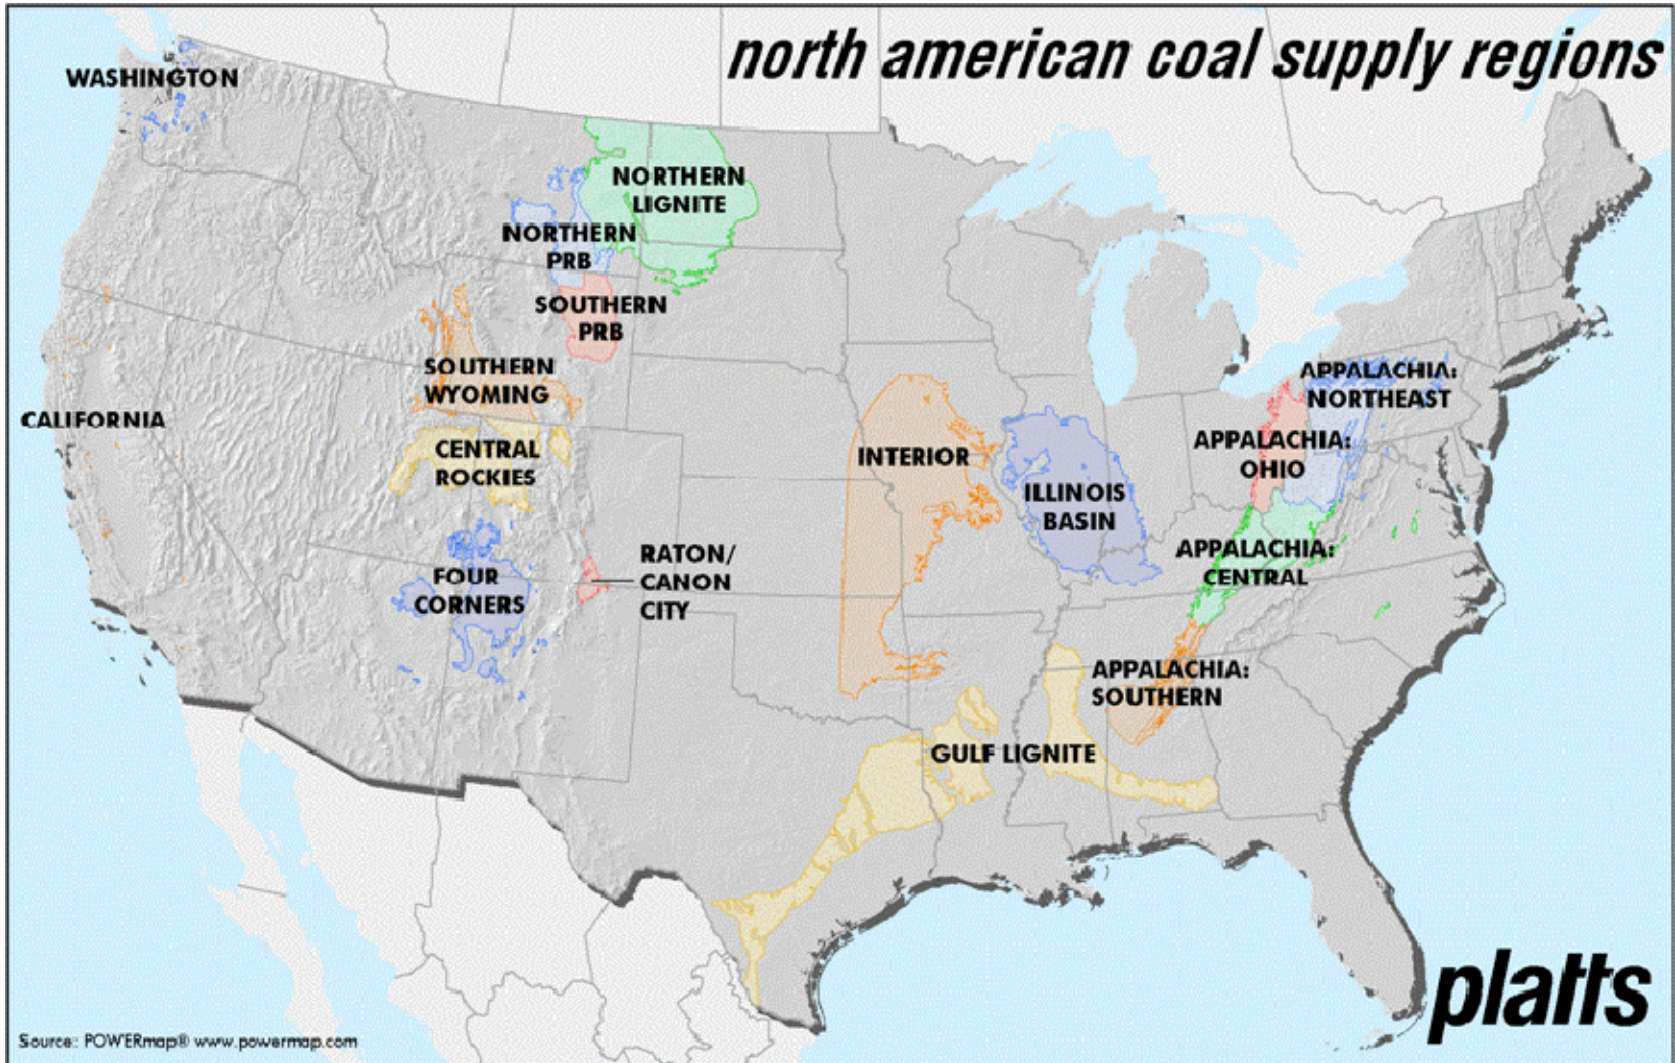 north american coal supply regions
WASHINGTON
NORTHERN
LIGNITE
NORTHERN
PRB
SOUTHERN
PRB
SOUTHERN
WYOMING
CALIFORNIA
CENTRAL
ROCKIES
FOUR
CORNERS
RATON/
CANON
CITY
INTERIOR
ILLINOIS
BASIN
APPALACHIA:
NORTHEAST
APPALACHIA:
OHIO
APPALACHIA:
CENTRAL
APPALACHIA:
SOUTHERN
GULF LIGNITE
platts
Source: POWERmap® www.powermap.com